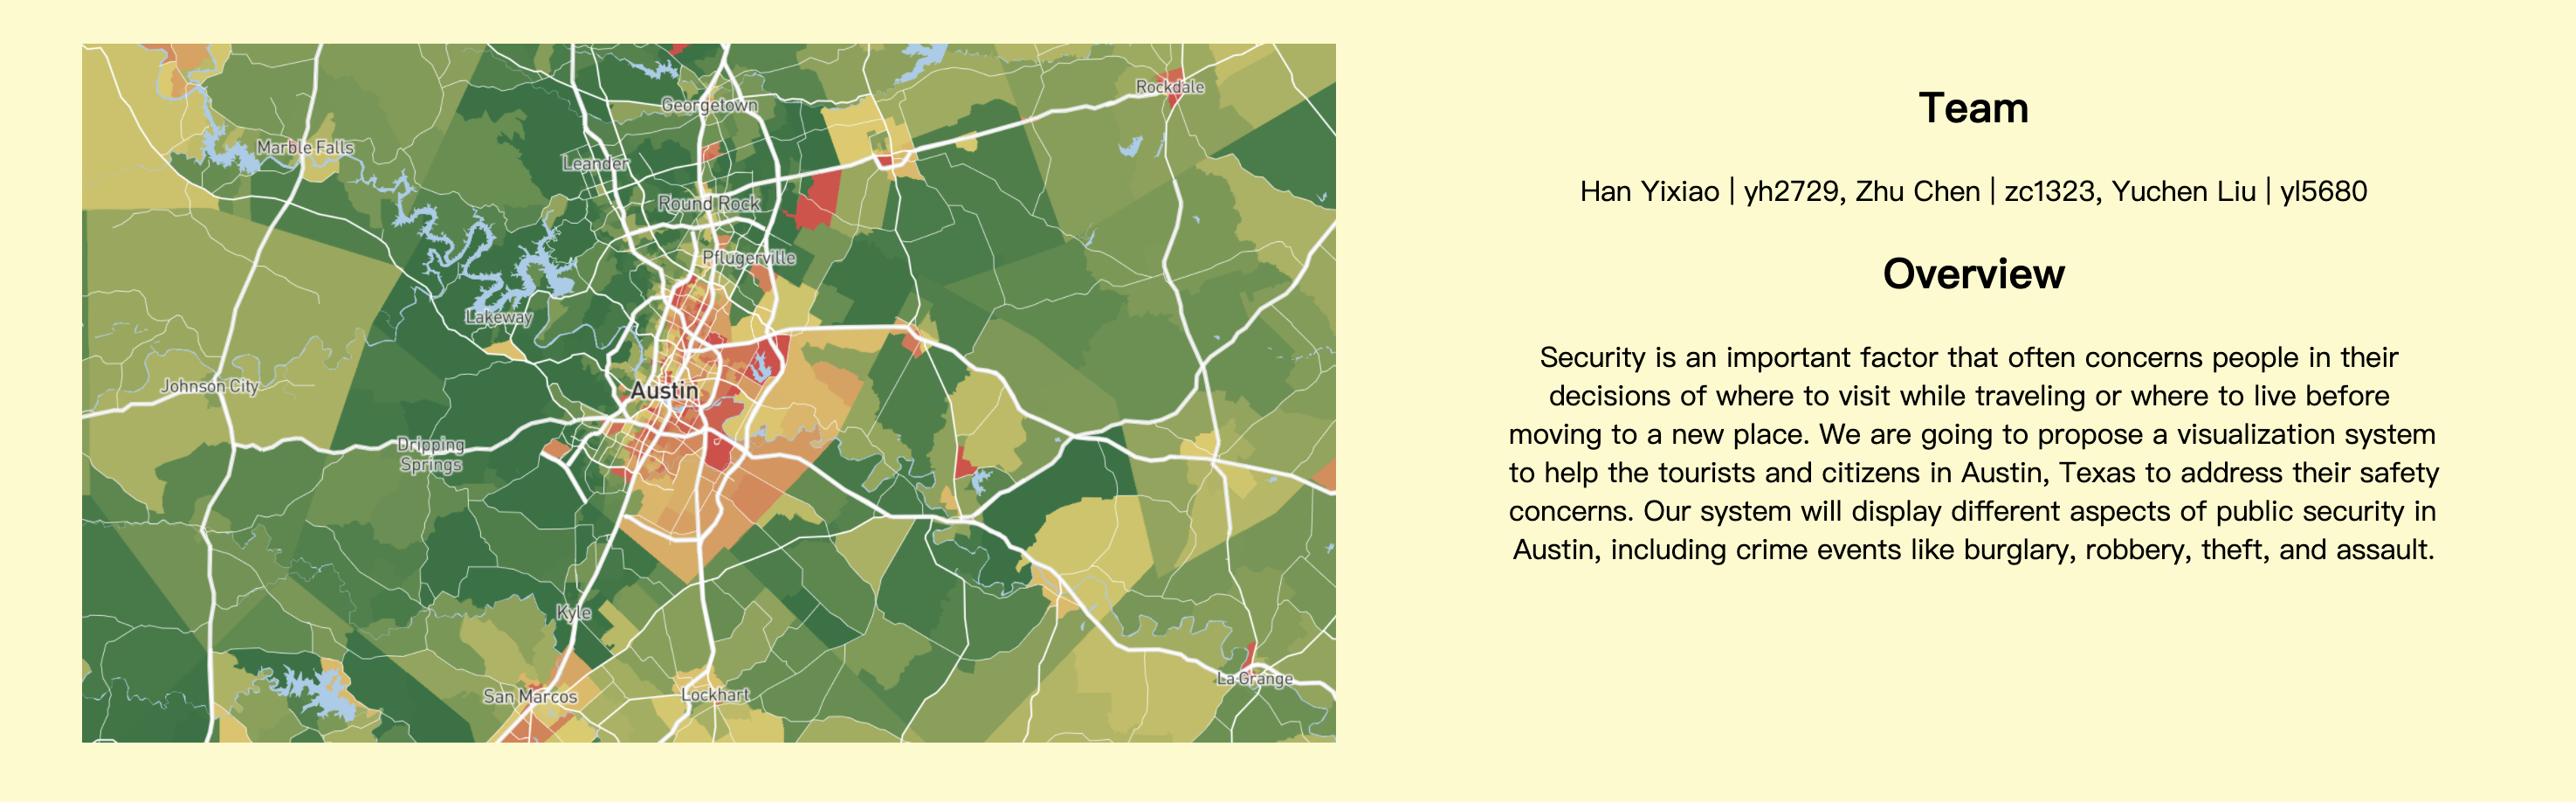 Georgetown
Rockdale
Marble Falls
Leander
Round Rock
Pflugerville
Lakeway
Johnson City
Austin
Dripping
Springs
Kyle
San Marcos
Lockhart
La Grange
Team
Han Yixiao | yh2729, Zhu Chen | zc1323, Yuchen Liu | yl5680
Overview
Security is an important factor that often concerns people in their
decisions of where to visit while traveling or where to live before
moving to a new place. We are going to propose a visualization system
to help the tourists and citizens in Austin, Texas to address their safety
concerns. Our system will display different aspects of public security in
Austin, including crime events like burglary, robbery, theft, and assault.